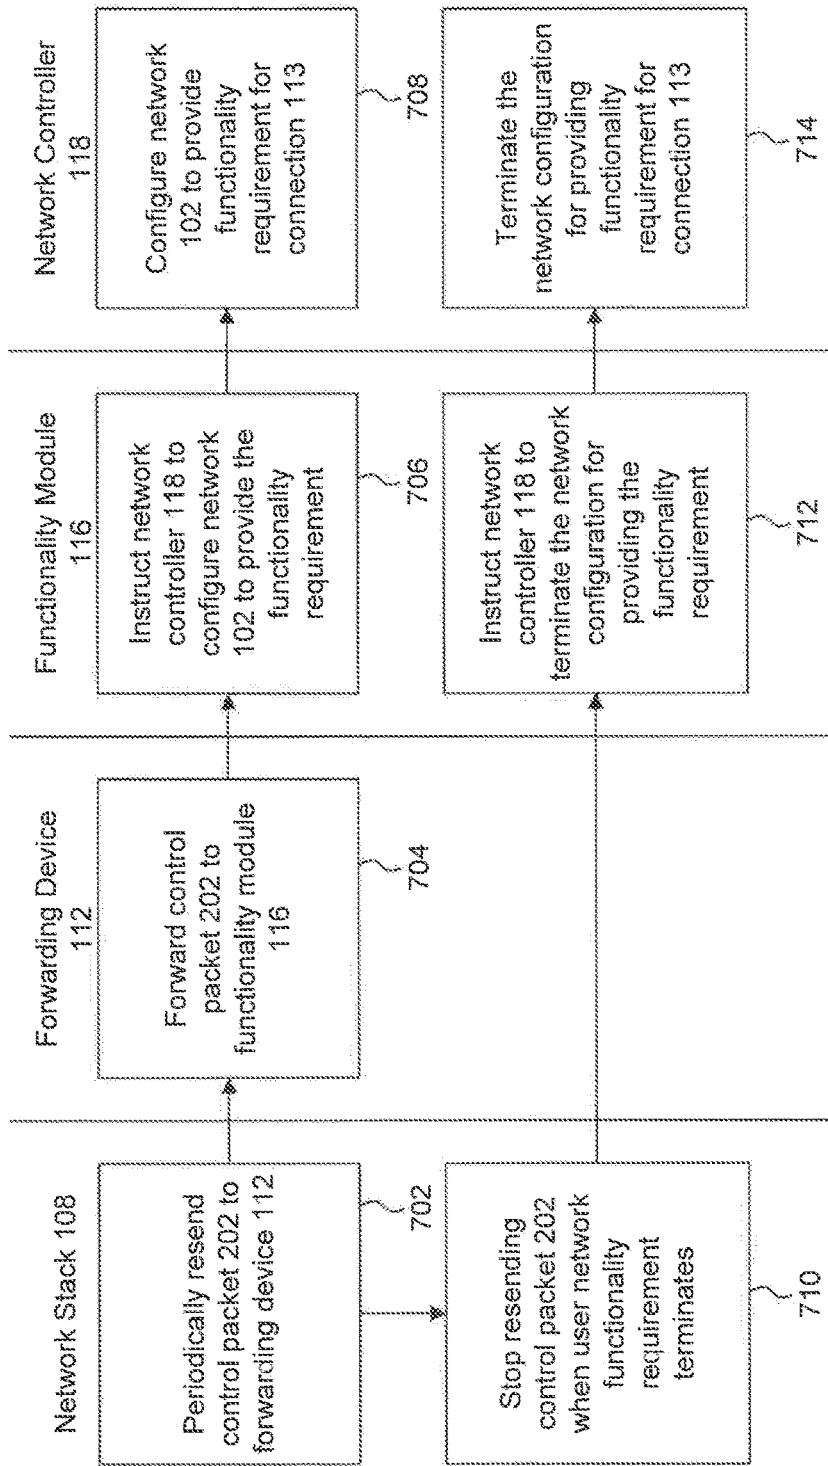 Network Stack 108
Forwarding Device
112
Functionality Module
116
Network Controller
118
Periodically resend
control packet 202 to
forwarding device 112
702
Forward control
packet 202 to
functionality module
116
704
Instruct network
controller 118 to
configure network
102 to provide the
functionality
requirement
706
Configure network
102 to provide
functionality
requirement for
connection 113
708
Stop resending
control packet 202
when user network
functionality
requirement
terminates
710
Instruct network
controller 118 to
terminate the network
configuration for
providing the
functionality
requirement
712
Terminate the
network configuration
for providing
functionality
requirement for
connection 113
714